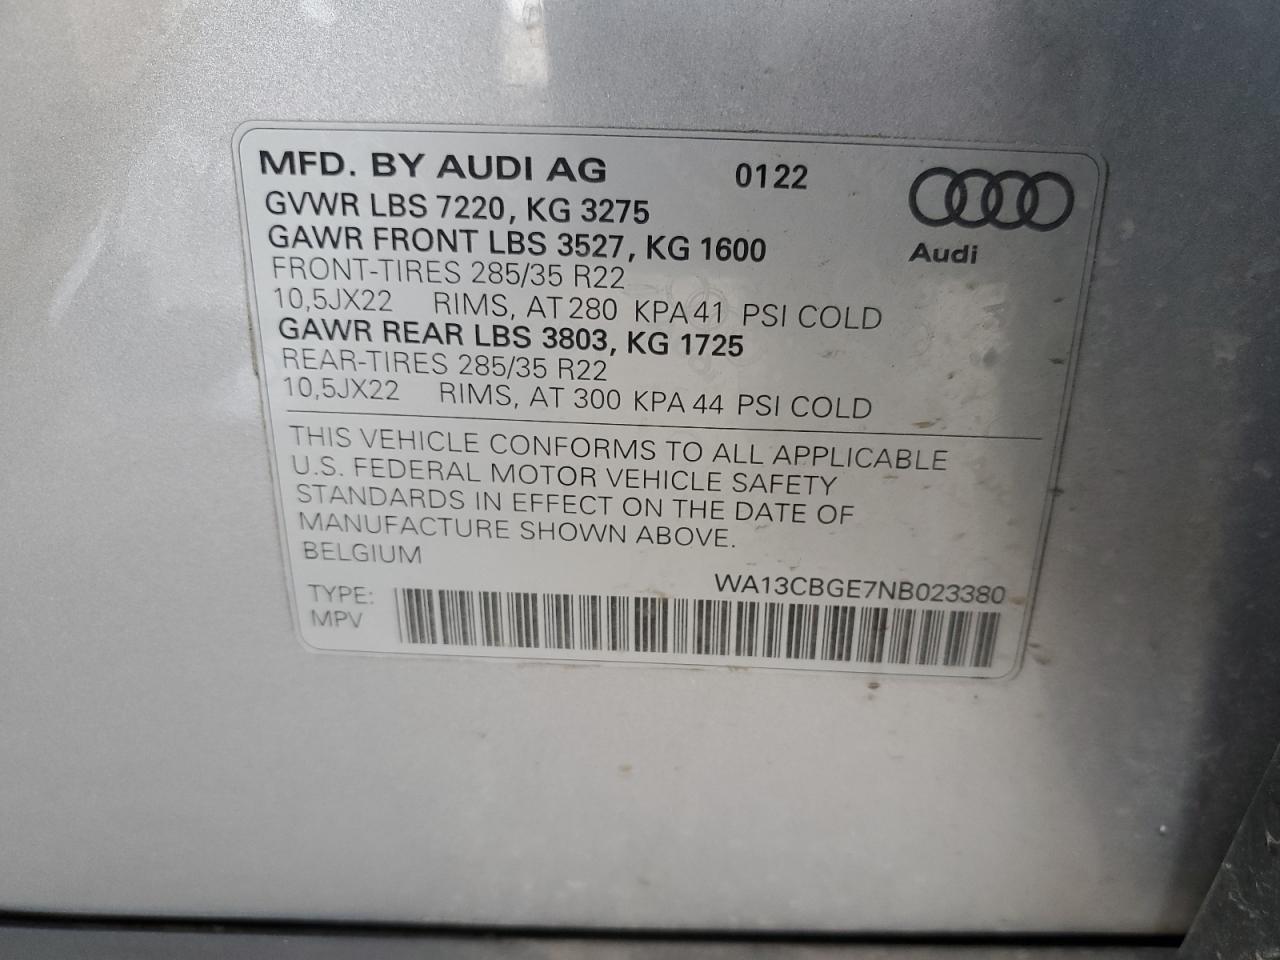 MFD. BY AUDI AG 0122
GVWR LBS 7220, KG 3275
GAWR FRONT LBS 3527, KG 1600
Audi
FRONT-TIRES 285/35 R22
10,5JX22 RIMS, AT 280 KPA 41 PSI COLD
GAWR REAR LBS 3803, KG 1725
REAR-TIRES 285/35 R22
10,5JX22 RIMS, AT 300 KPA 44 PSI COLD
THIS VEHICLE CONFORMS TO ALL APPLICABLE
U.S. FEDERAL MOTOR VEHICLE SAFETY
STANDARDS IN EFFECT ON THE DATE OF
MANUFACTURE SHOWN ABOVE.
BELGIUM
WA13CBGE7NB023380
TYPE:
MPV